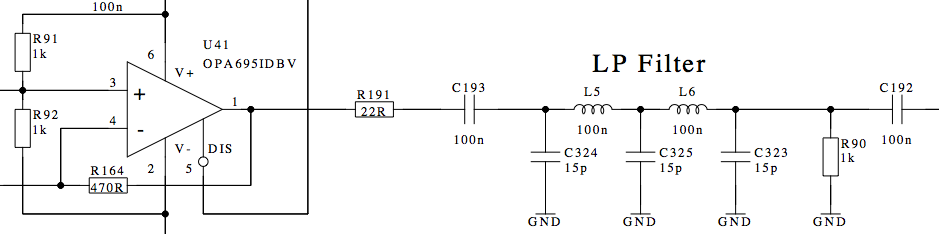 100n
R91
1k
R92
1k
6
U41
OPA695IDBV
V+
3
+
4
-
1
V-
DIS
2
5
R164
470R
R191
22R
C193
100n
LP Filter
L5
100n
L6
100n
C192
100n
C324
15p
C325
15p
C323
15p
R90
1k
GND
GND
GND
GND